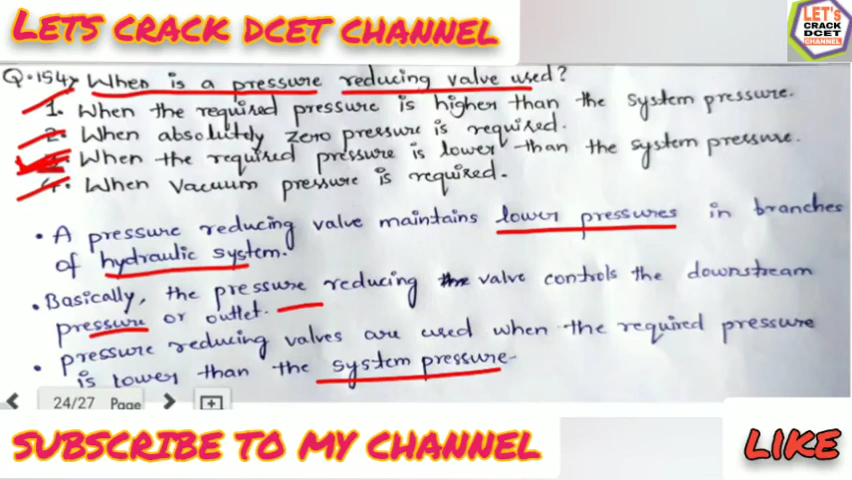 LETS CRACK DCET CHANNEL
LET'S
CRACK
DCET
CHANNEL
Q.154) When is a pressure reducing valve used?
1. When the required pressure is higher than the system pressure.
2. When absolutely zero pressure is required.
When the required pressure is lower than the system pressure.
4. When vacuum pressure is required.
• A pressure reducing valve maintains lower pressures in branches
of hydraulic system.
• Basically, the pressure reducing valve controls the downstream
pressure or outlet.
• pressure reducing valves are used when the required pressure
is lower than the system pressure.
< 24/27 Page >
SUBSCRIBE TO MY CHANNEL
LIKE